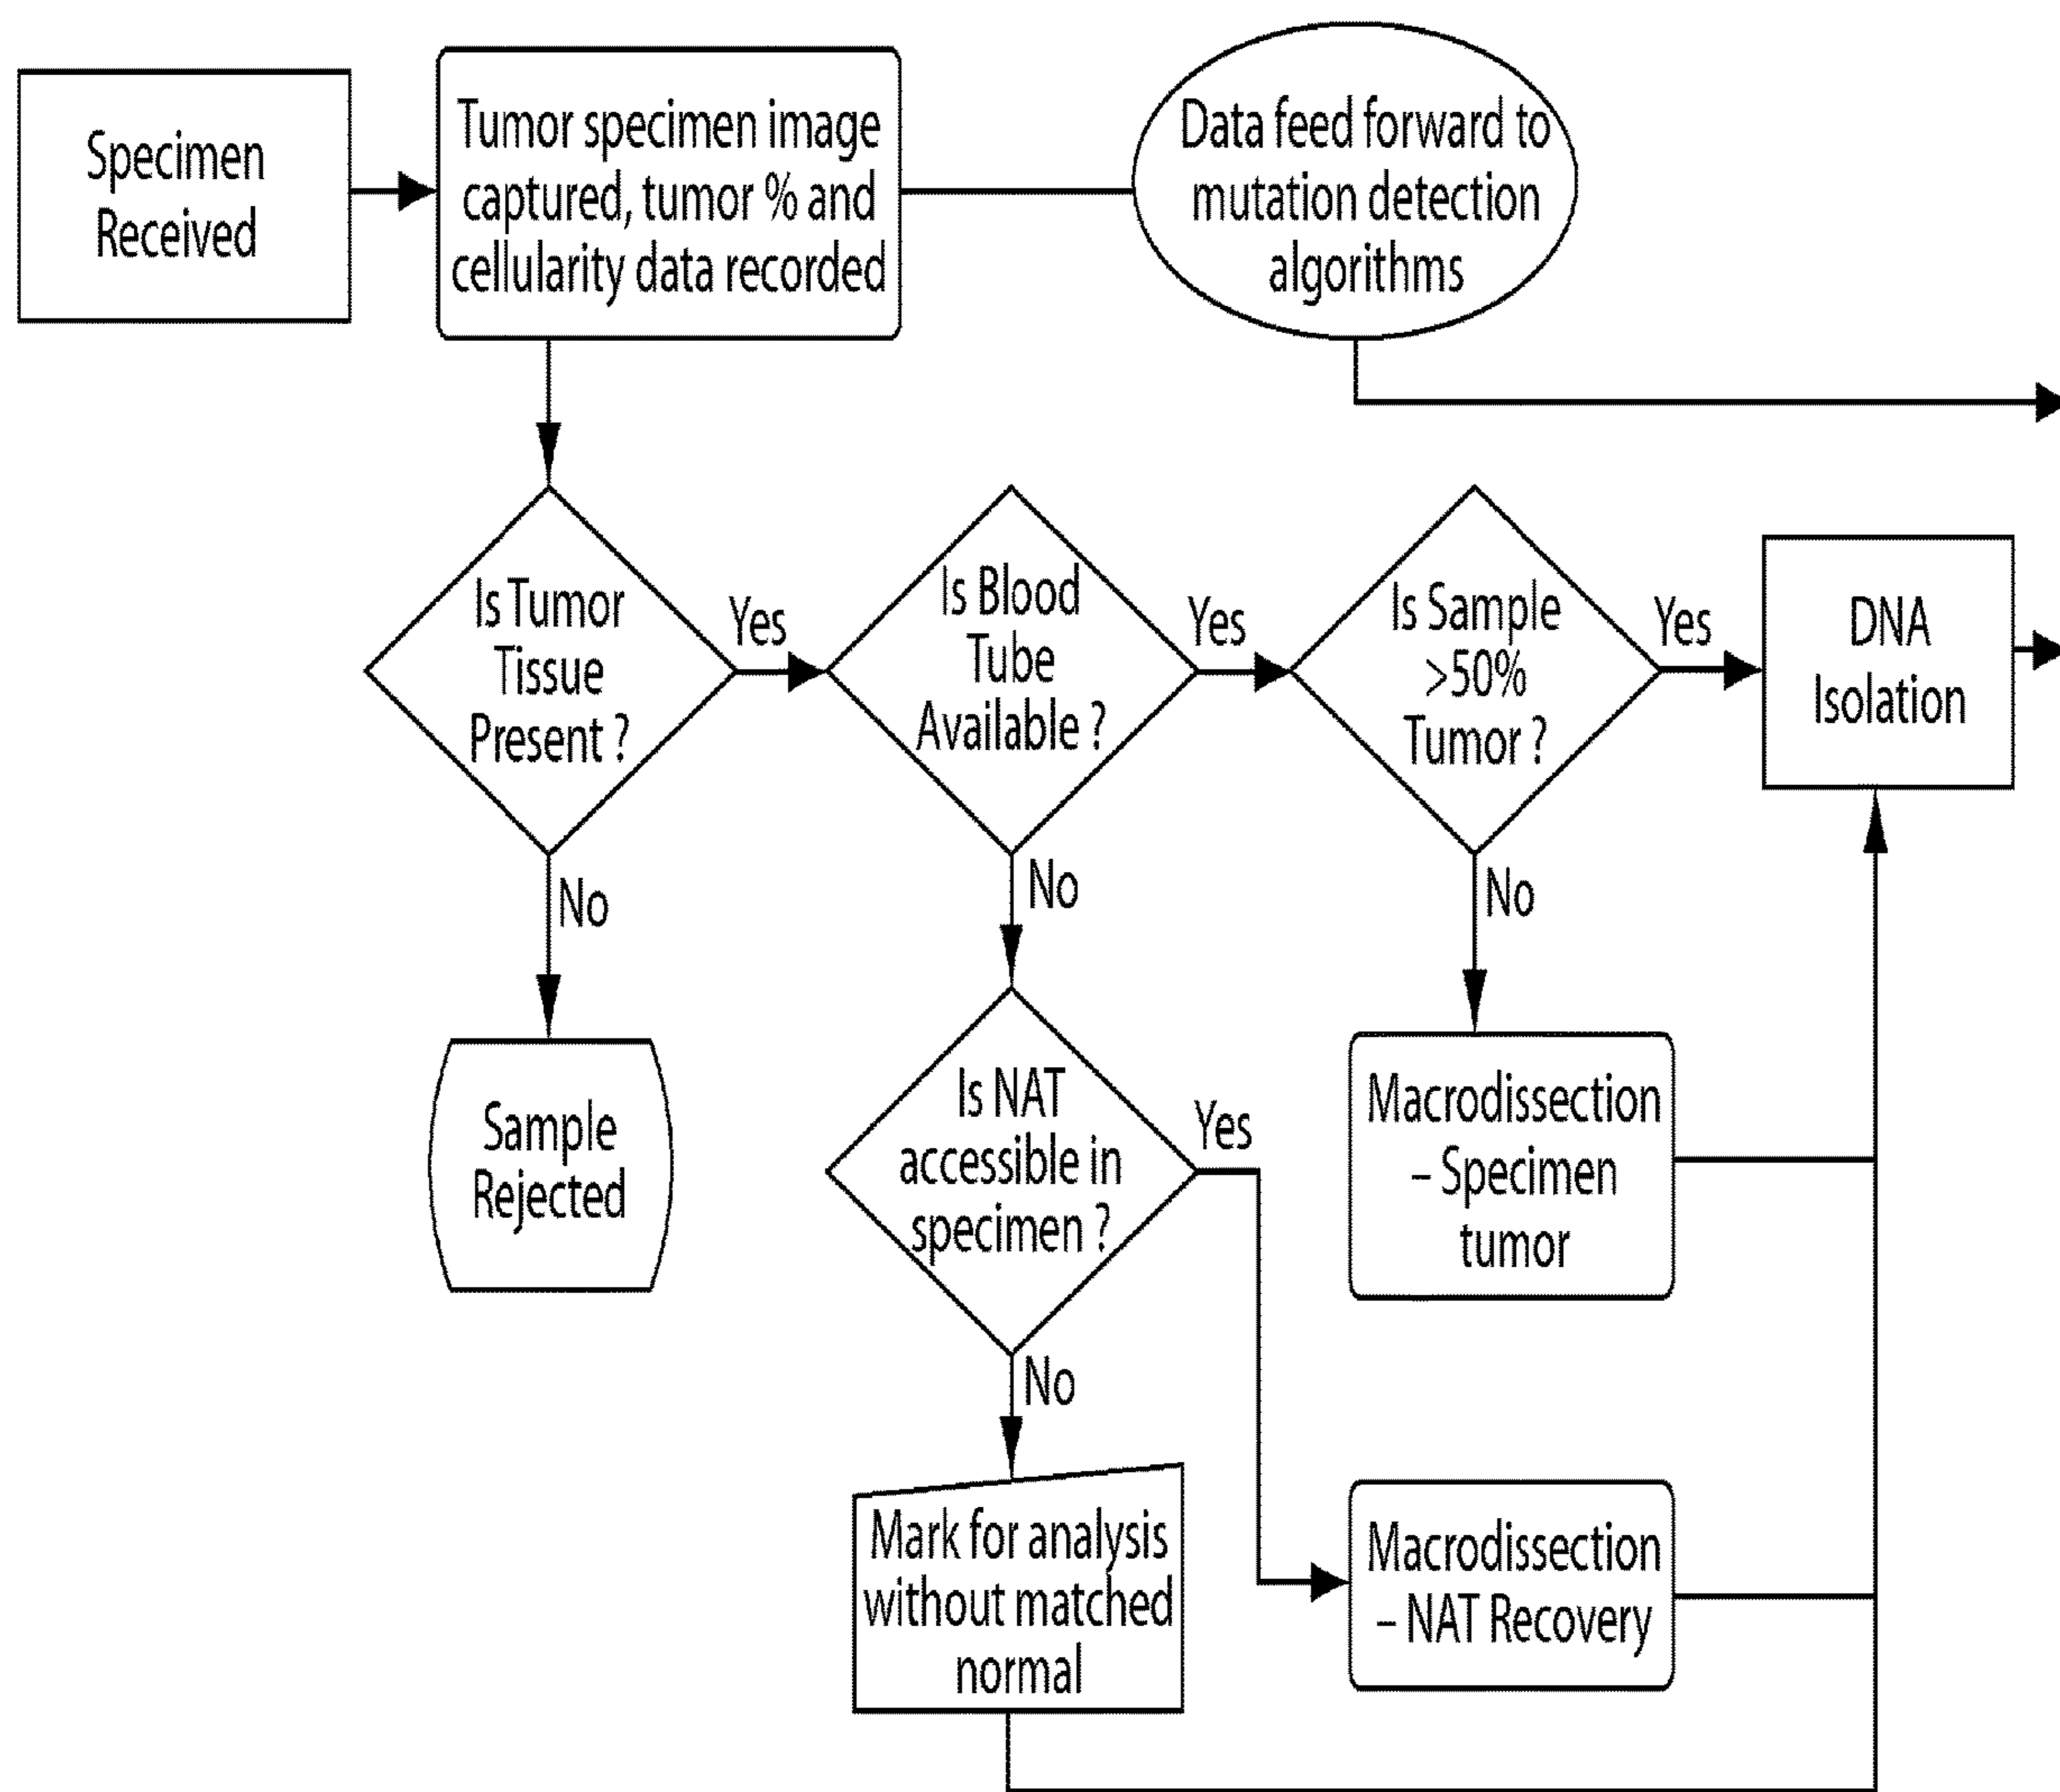 Specimen
Received
Tumor specimen image
captured, tumor % and
cellularity data recorded
Data feed forward to
mutation detection
algorithms
Is Tumor
Tissue
Present ?
Yes
No
Is Blood
Tube
Available ?
Yes
No
Is Sample
>50%
Tumor ?
Yes
No
DNA
Isolation
Sample
Rejected
Is NAT
accessible in
specimen ?
Yes
No
Macrodissection
– Specimen
tumor
Mark for analysis
without matched
normal
Macrodissection
– NAT Recovery